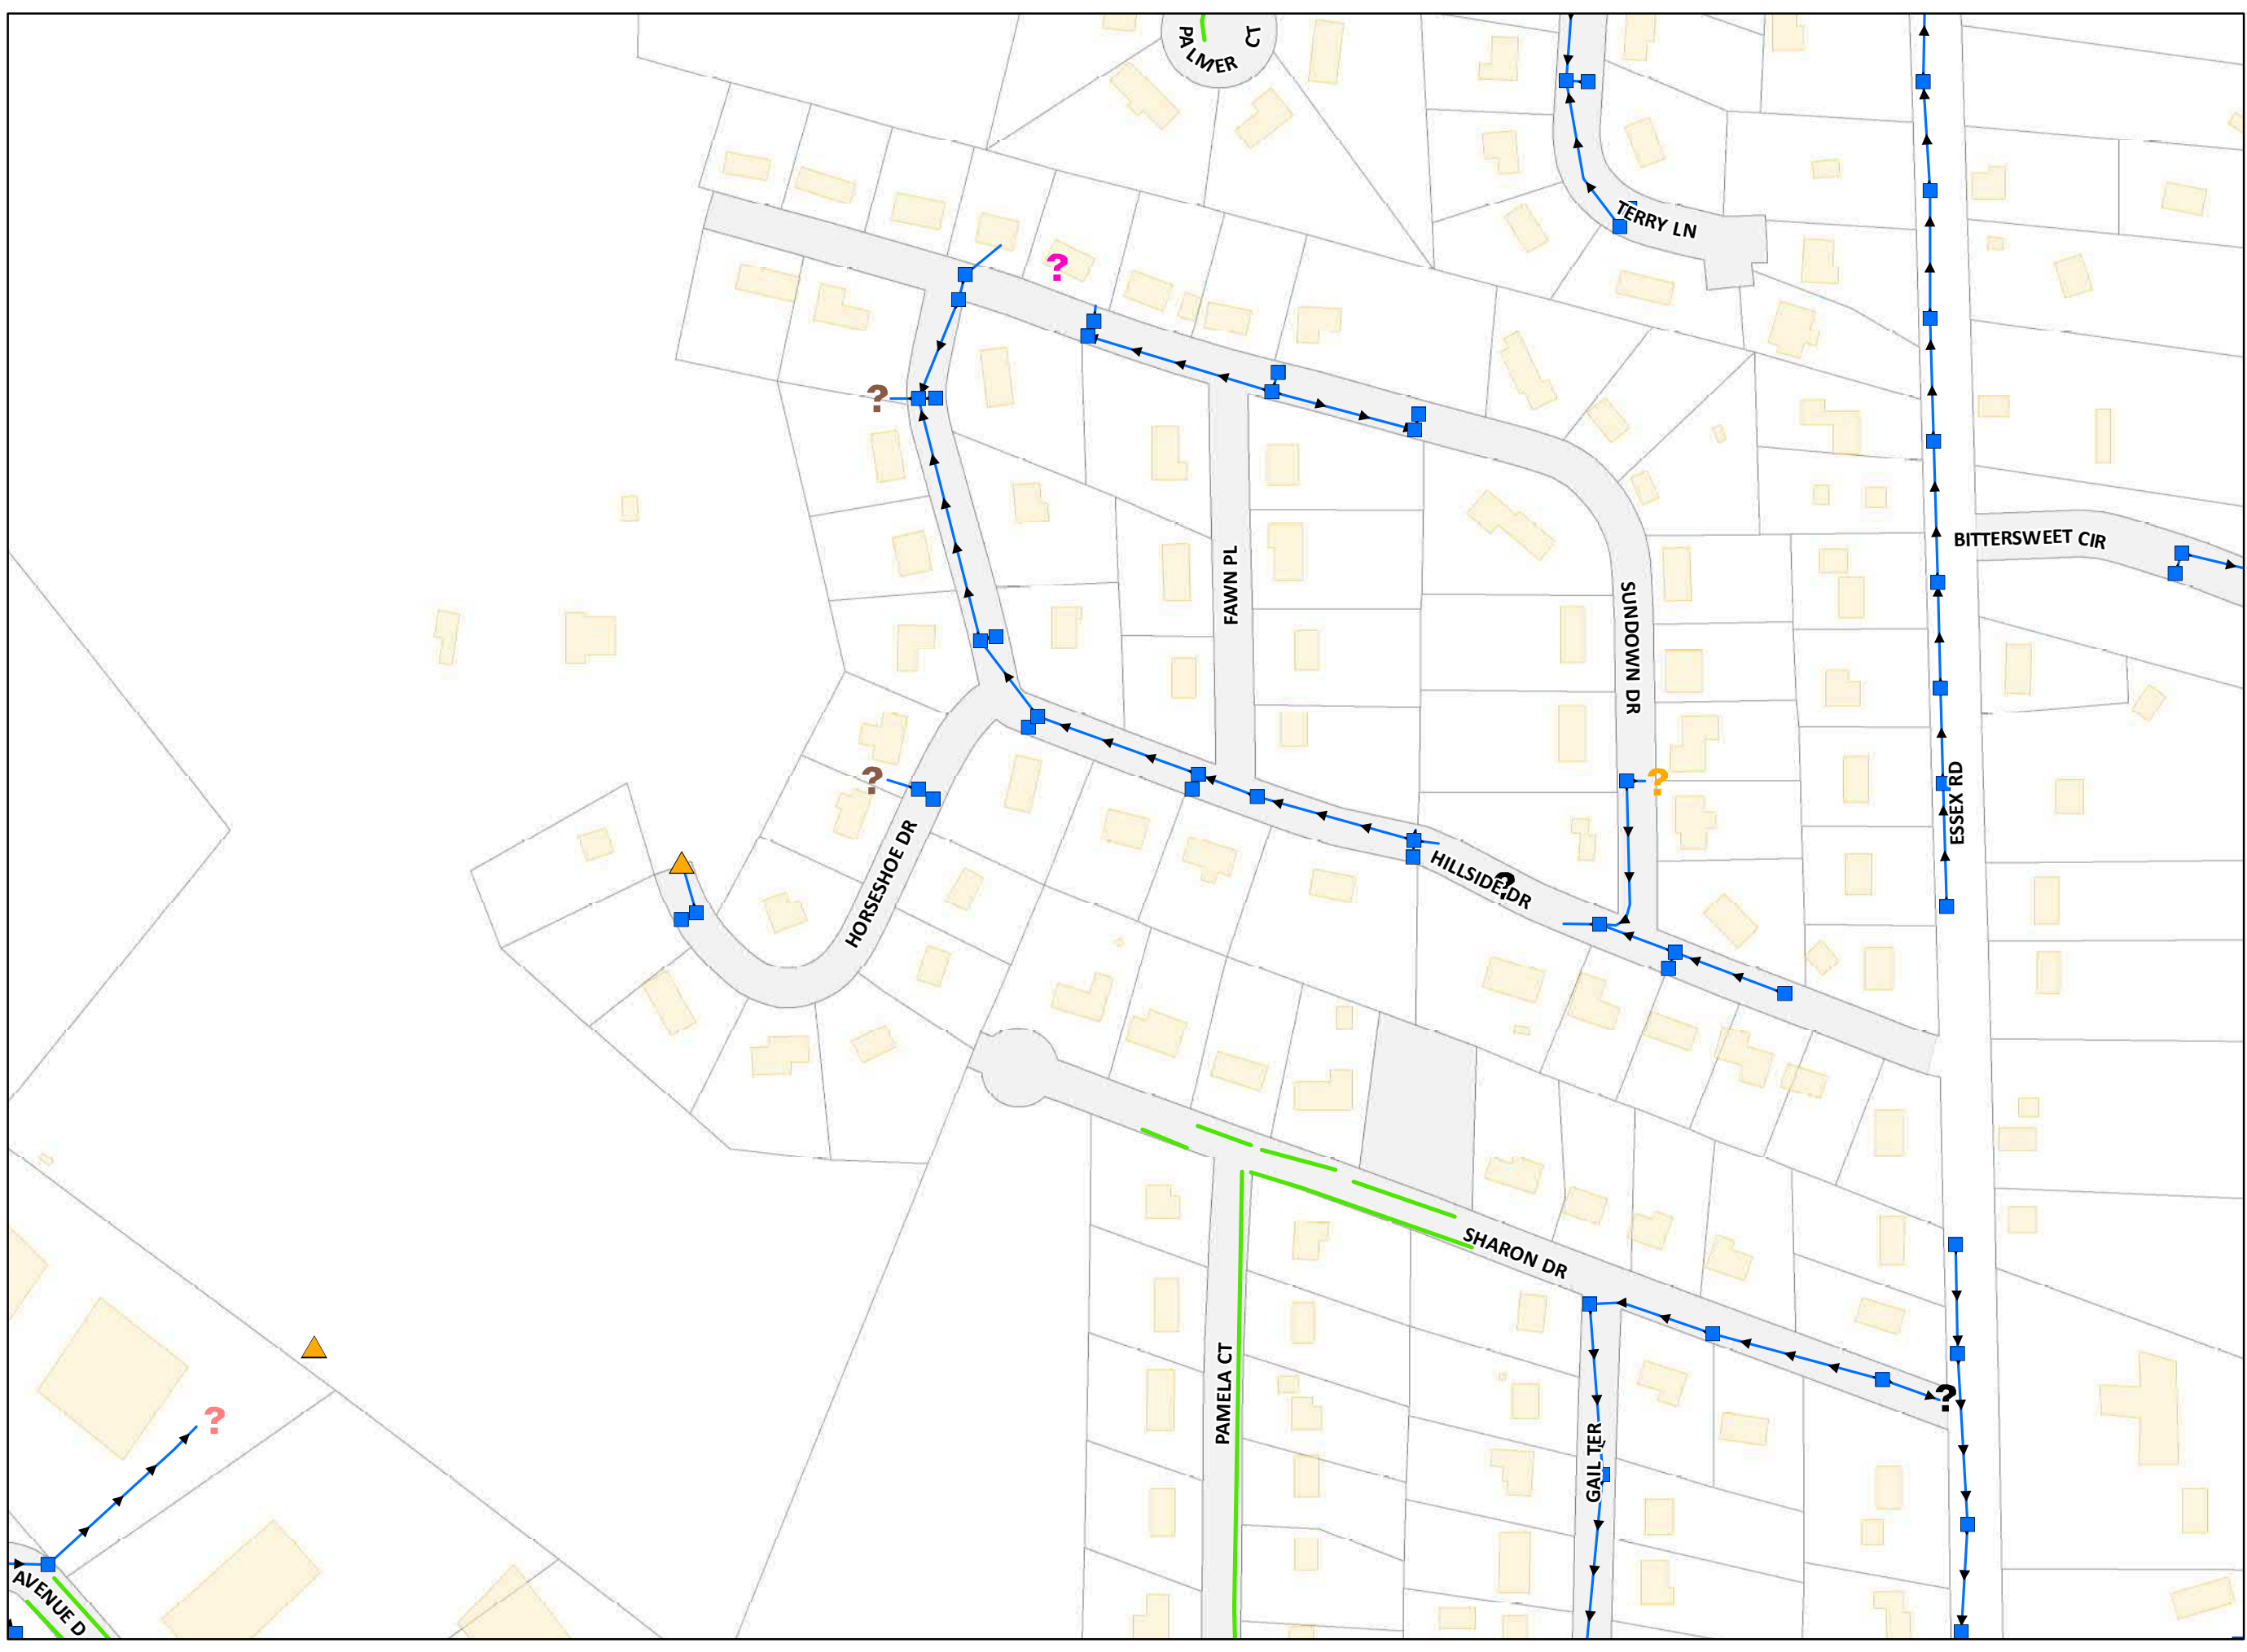 PALMER CT
TERRY LN
?
?
BITTERSWEET CIR
FAWN PL
SUNDOWN DR
?
?
ESSEX RD
HORSESHOE DR
HILLSIDE DR
?
SHARON DR
PAMELA CT
?
?
GAIL TER
AVENUE D